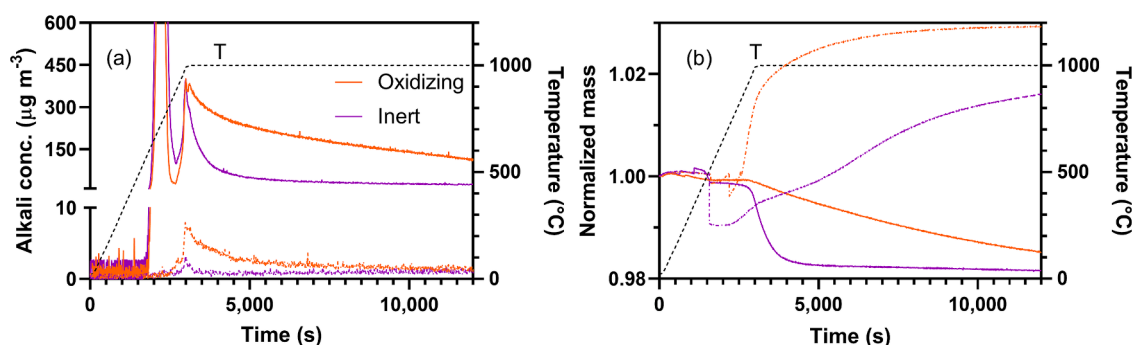 (a)
T
Oxidizing
Inert
Alkali conc. (µg m⁻³)
600
450
300
150
10
0
0
5,000
10,000
Time (s)
1000
500
0
Temperature (°C)
(b)
T
Normalized mass
1.02
1.00
0.98
0
5,000
10,000
Time (s)
1000
500
0
Temperature (°C)